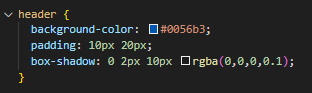 header {
    background-color: #0056b3;
    padding: 10px 20px;
    box-shadow: 0 2px 10px rgba(0,0,0,0.1);
}